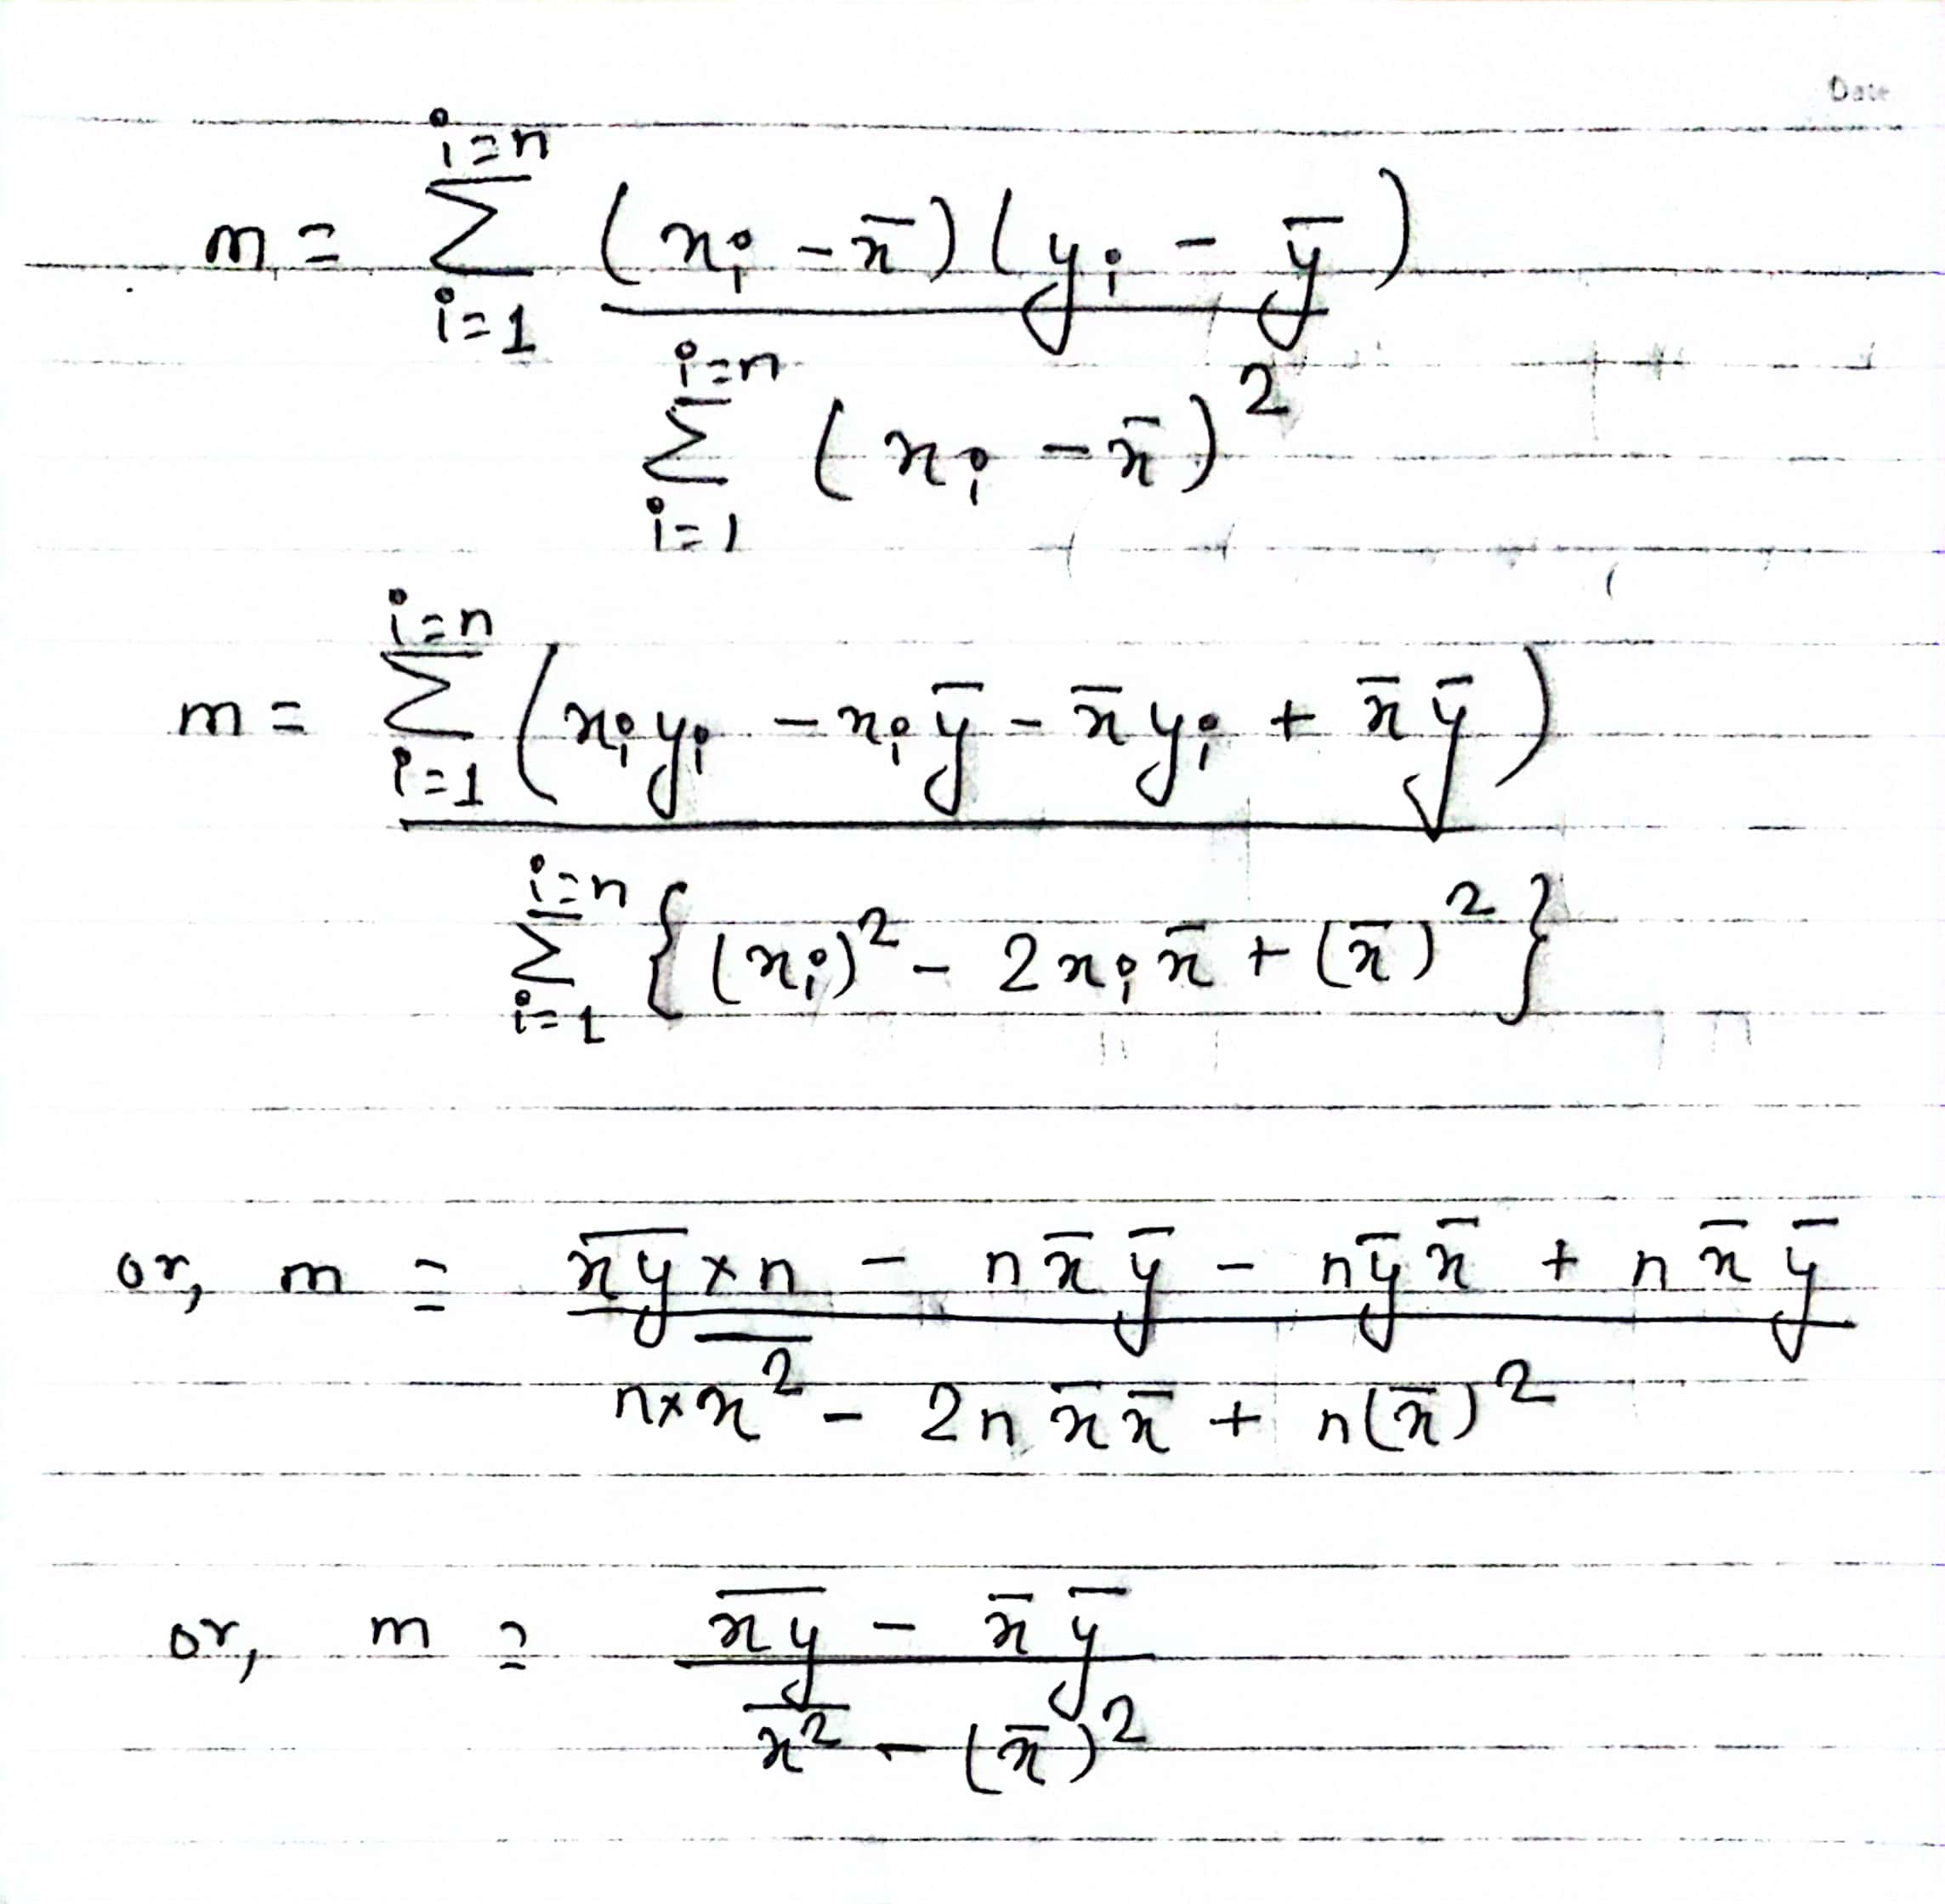 Date
m = \sum_{i=1}^{i=n} \frac{(x_i - \bar{x})(y_i - \bar{y})}{\sum_{i=1}^{i=n} (x_i - \bar{x})^2}
m = \frac{\sum_{i=1}^{i=n} (x_i y_i - x_i \bar{y} - \bar{x} y_i + \bar{x} \bar{y})}{\sum_{i=1}^{i=n} \{(x_i)^2 - 2 x_i \bar{x} + (\bar{x})^2\}}
or, m = \frac{\overline{xy} \times n - n \bar{x} \bar{y} - n \bar{y} \bar{x} + n \bar{x} \bar{y}}{n \times \overline{x^2} - 2n \bar{x} \bar{x} + n(\bar{x})^2}
or, m = \frac{\overline{xy} - \bar{x} \bar{y}}{\overline{x^2} - (\bar{x})^2}